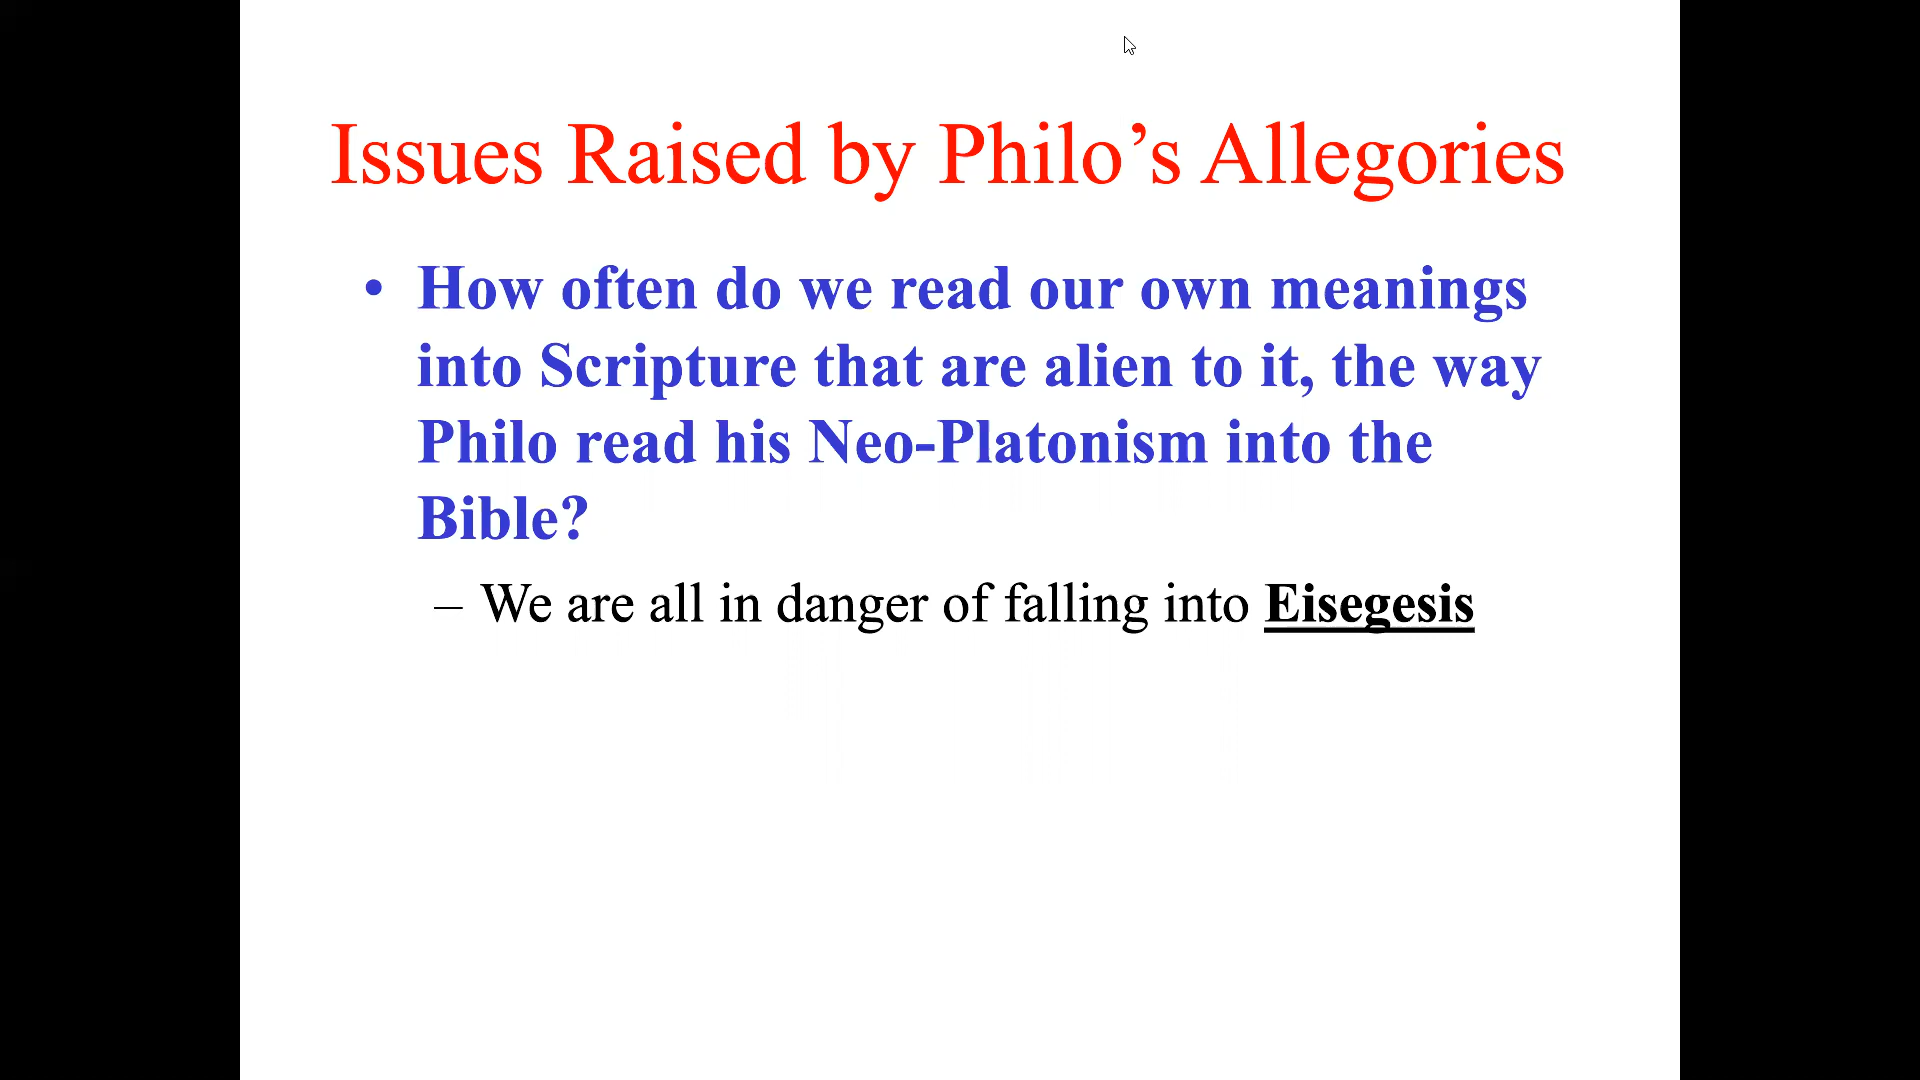 Issues Raised by Philo’s Allegories
• How often do we read our own meanings
into Scripture that are alien to it, the way
Philo read his Neo-Platonism into the
Bible?
– We are all in danger of falling into Eisegesis